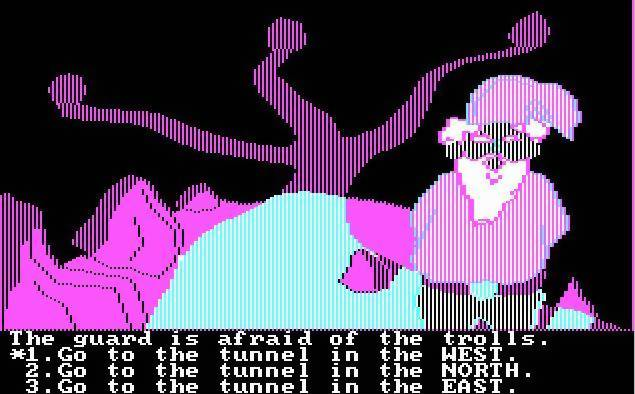 The guard is afraid of the trolls.
*1.Go to the tunnel in the WEST.
2.Go to the tunnel in the NORTH.
3.Go to the tunnel in the EAST.